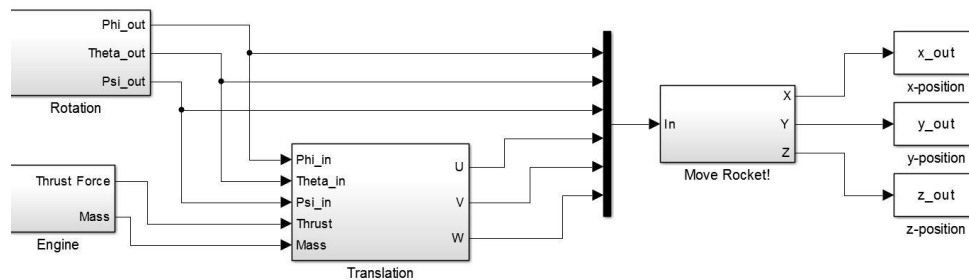 Phi_out
Theta_out
Psi_out
Rotation
Thrust Force
Mass
Engine
Phi_in
Theta_in
Psi_in
Thrust
Mass
U
V
W
Translation
In
X
Y
Z
Move Rocket!
x_out
x-position
y_out
y-position
z_out
z-position